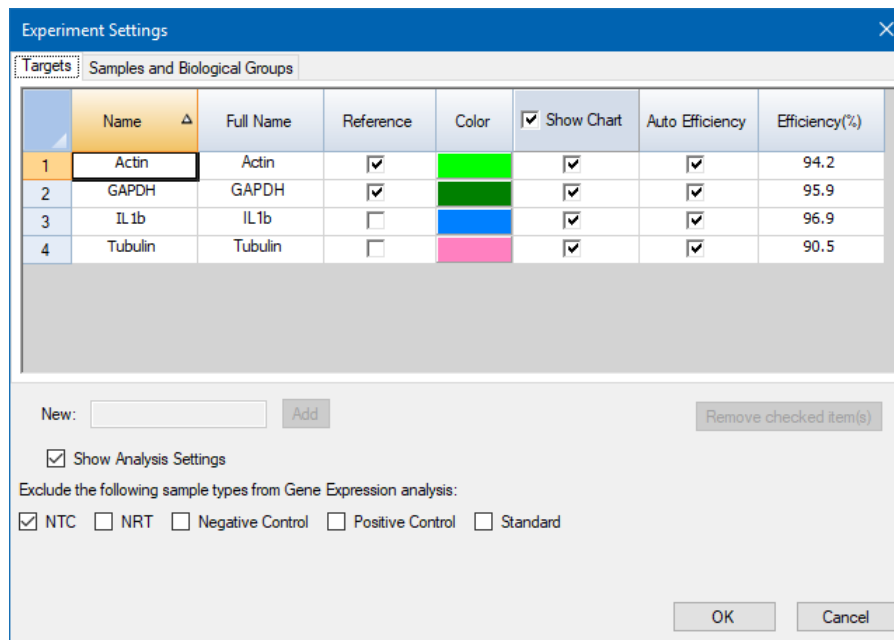 Experiment Settings
Targets Samples and Biological Groups
Name Full Name Reference Color Show Chart Auto Efficiency Efficiency(%)
1 Actin Actin 94.2
2 GAPDH GAPDH 95.9
3 IL1b IL1b 96.9
4 Tubulin Tubulin 90.5
New: Add Remove checked item(s)
Show Analysis Settings
Exclude the following sample types from Gene Expression analysis:
NTC NRT Negative Control Positive Control Standard
OK Cancel